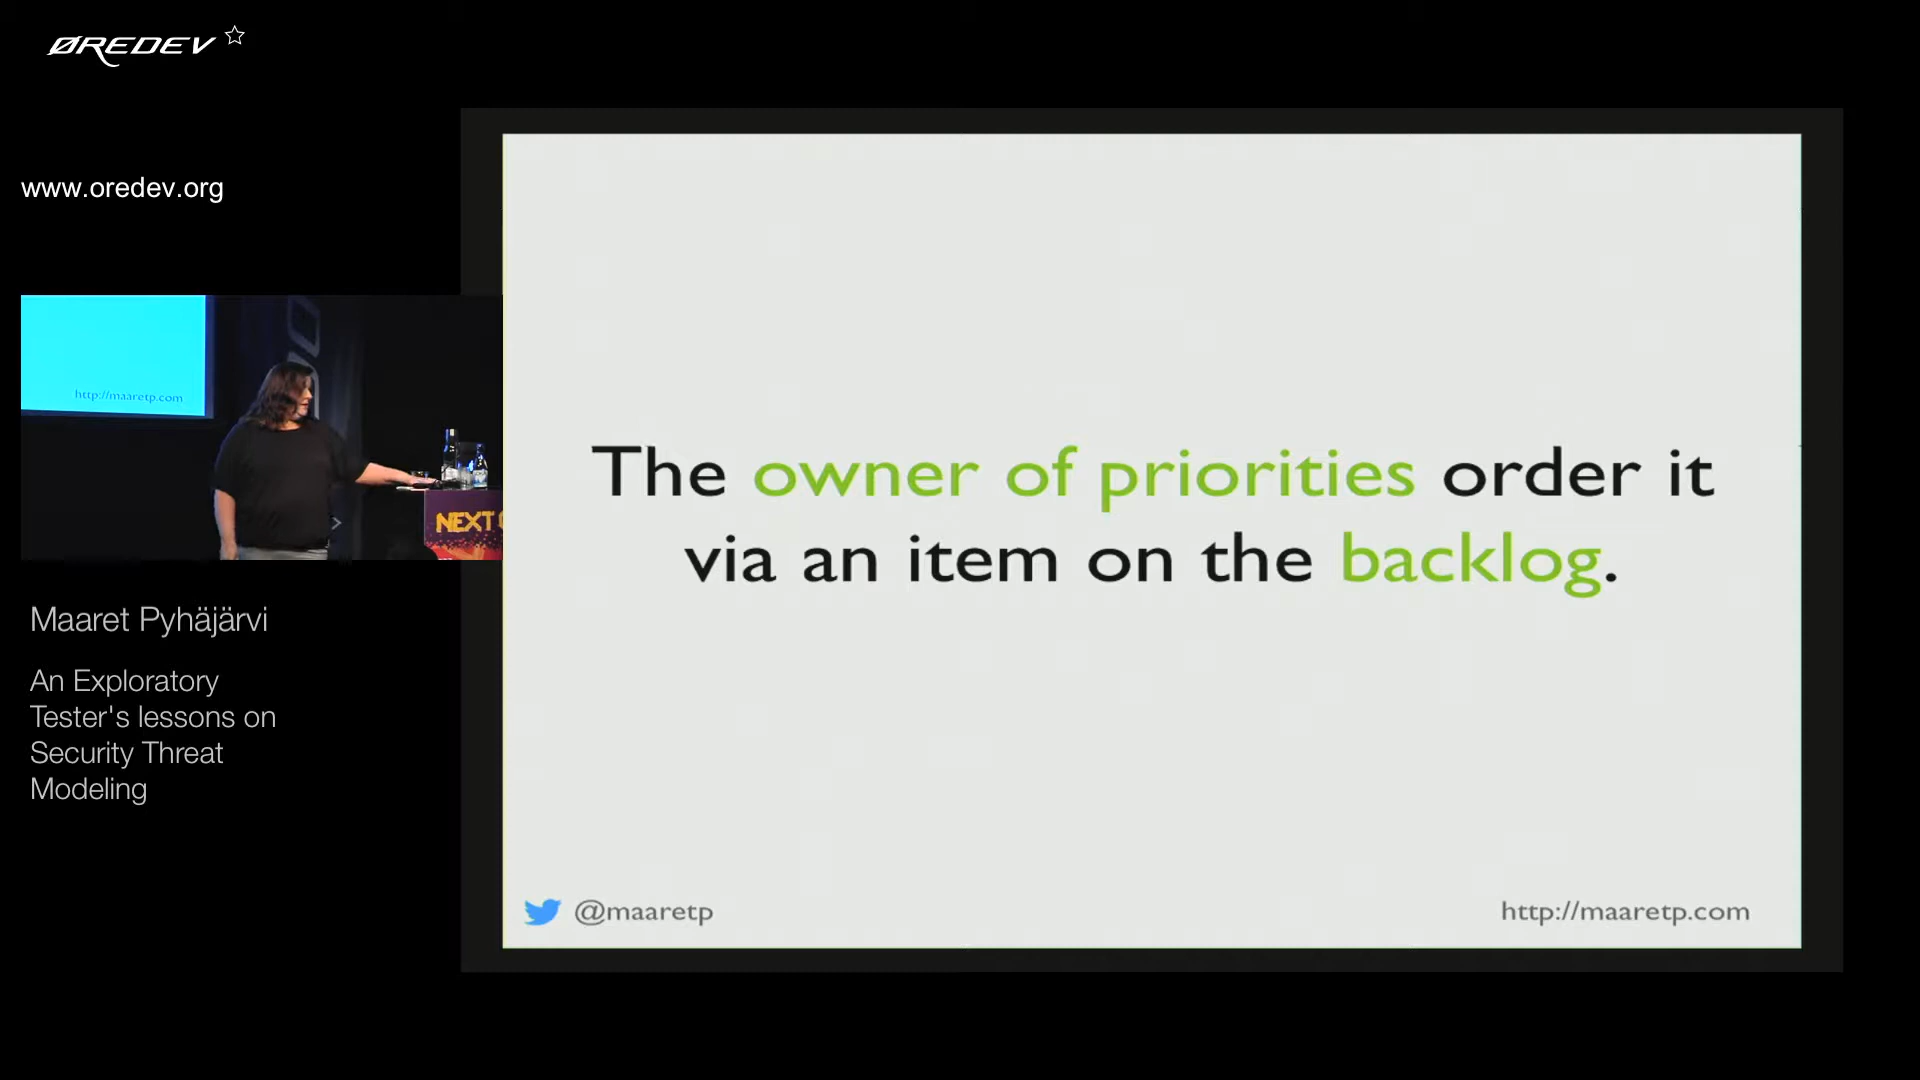 ØREDEV
www.oredev.org
http://maaretp.com
NEXT
Maaret Pyhäjärvi
An Exploratory
Tester's lessons on
Security Threat
Modeling
The owner of priorities order it
via an item on the backlog.
@maaretp
http://maaretp.com